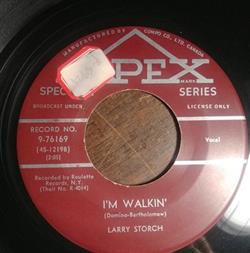 MANUFACTURED BY COMPO CO., LTD., CANADA
APEX
SPEC SERIES
BROADCAST UNDER LICENSE ONLY
RECORD NO.
9-76169
(45-12198)
(2:05)
Vocal
Recorded by Roulette
Records, N.Y.
(Their No. R-4014)
I'M WALKIN'
(Domino-Bartholomew)
LARRY STORCH